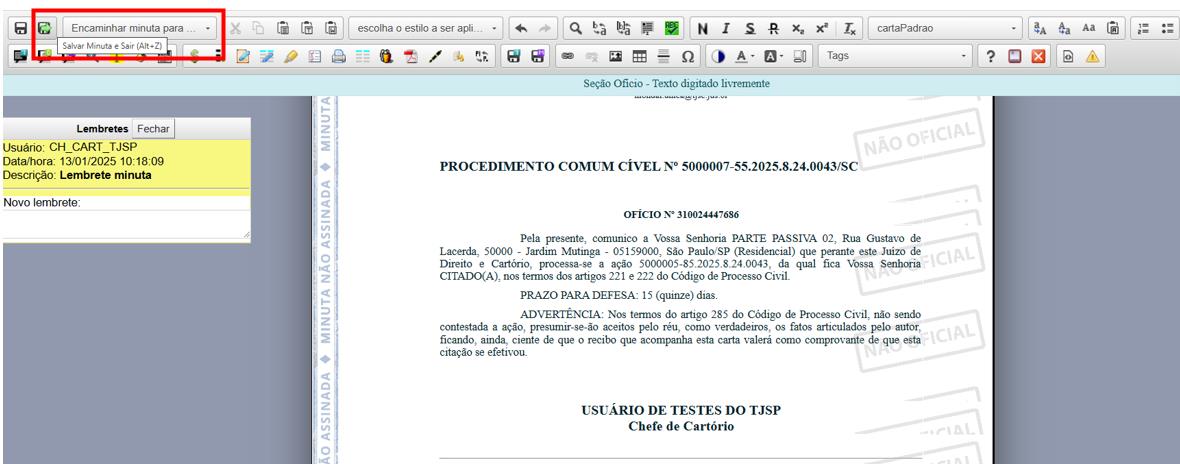 Encaminhar minuta para ...
escolha o estilo a ser apli...
N I S R x₂ x² Iₓ
cartaPadrao
Salvar Minuta e Sair (Alt+Z)
Tags
Seção Ofício - Texto digitado livremente
Lembretes Fechar
Usuário: CH_CART_TJSP
Data/hora: 13/01/2025 10:18:09
Descrição: Lembrete minuta
Novo lembrete:
MINUTA NÃO ASSINADA ◆ MINUTA
NÃO OFICIAL
PROCEDIMENTO COMUM CÍVEL Nº 5000007-55.2025.8.24.0043/SC
OFÍCIO Nº 310024447686
Pela presente, comunico a Vossa Senhoria PARTE PASSIVA 02, Rua Gustavo de
Lacerda, 50000 - Jardim Mutinga - 05159000, São Paulo/SP (Residencial) que perante este Juízo de
Direito e Cartório, processa-se a ação 5000005-85.2025.8.24.0043, da qual fica Vossa Senhoria
CITADO(A), nos termos dos artigos 221 e 222 do Código de Processo Civil.
NÃO OFICIAL
PRAZO PARA DEFESA: 15 (quinze) dias.
ADVERTÊNCIA: Nos termos do artigo 285 do Código de Processo Civil, não sendo
contestada a ação, presumir-se-ão aceitos pelo réu, como verdadeiros, os fatos articulados pelo autor,
ficando, ainda, ciente de que o recibo que acompanha esta carta valerá como comprovante de que esta
citação se efetivou.
NÃO OFICIAL
USUÁRIO DE TESTES DO TJSP
Chefe de Cartório